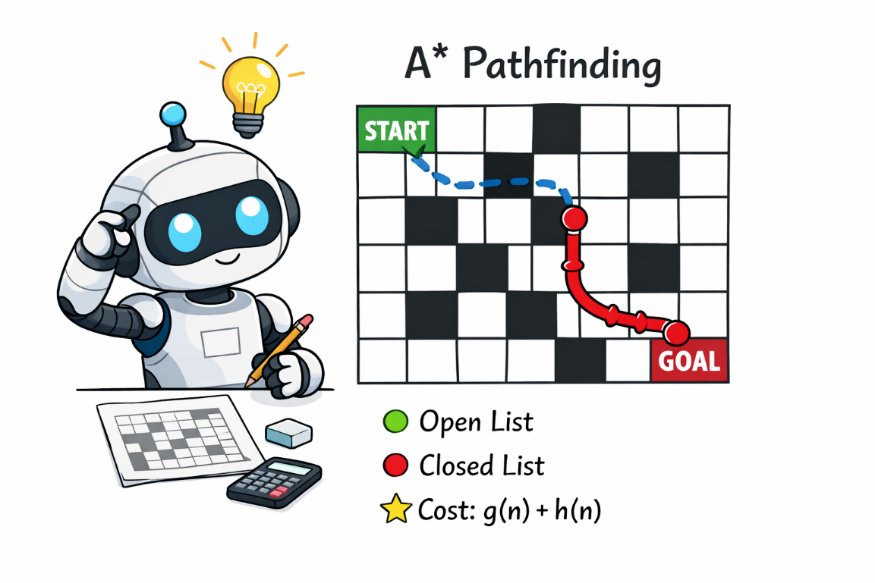 A* Pathfinding
START
GOAL
Open List
Closed List
Cost: g(n) + h(n)